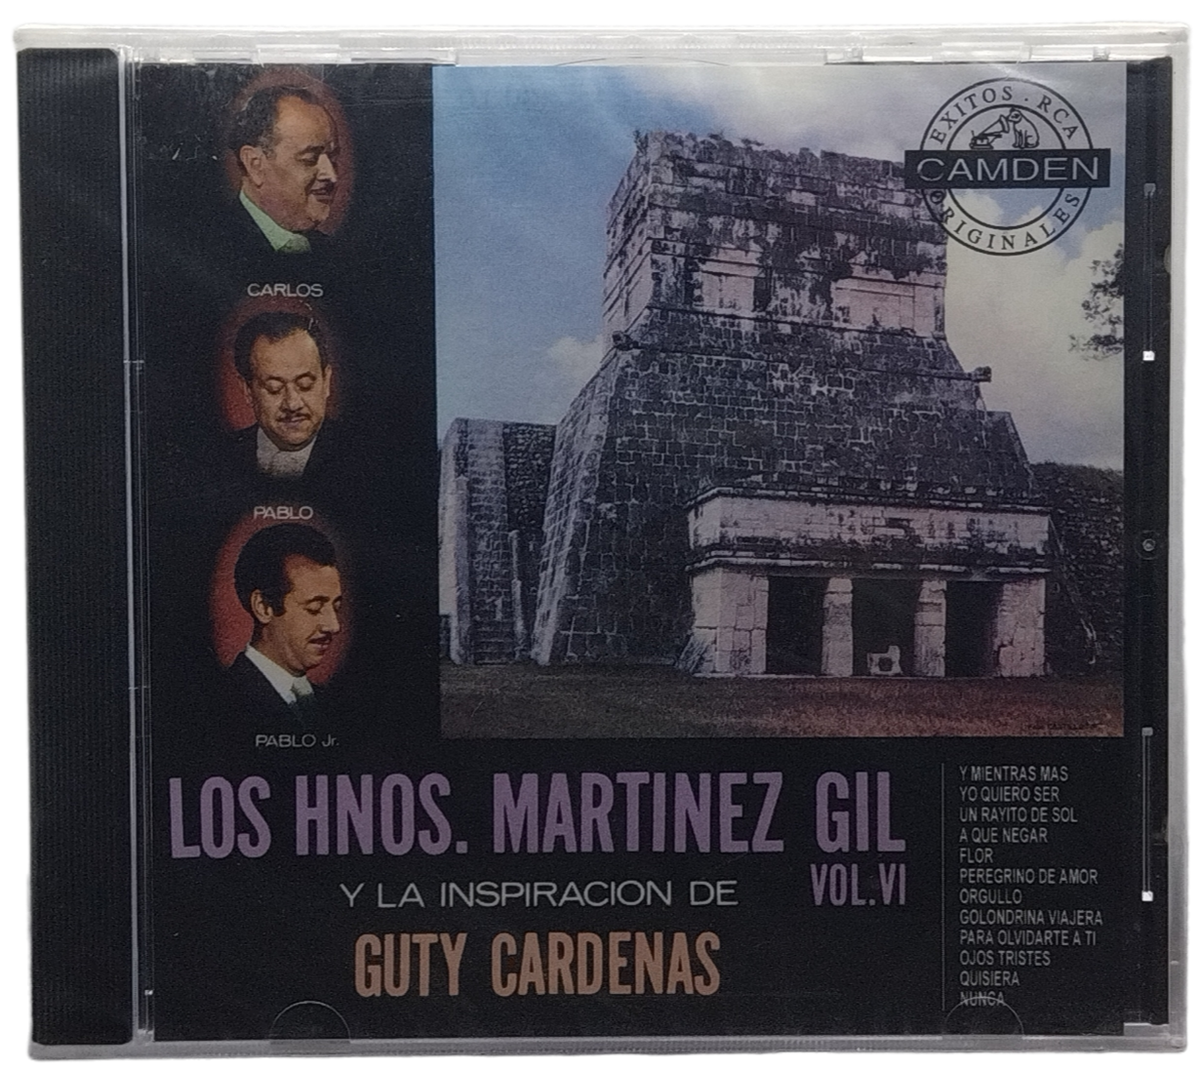 EXITOS . RCA
CAMDEN
ORIGINALES
CARLOS
PABLO
PABLO Jr.
LOS HNOS. MARTINEZ GIL
VOL.VI
Y LA INSPIRACION DE
GUTY CARDENAS
Y MIENTRAS MAS
YO QUIERO SER
UN RAYITO DE SOL
A QUE NEGAR
FLOR
PEREGRINO DE AMOR
ORGULLO
GOLONDRINA VIAJERA
PARA OLVIDARTE A TI
OJOS TRISTES
QUISIERA
NUNCA